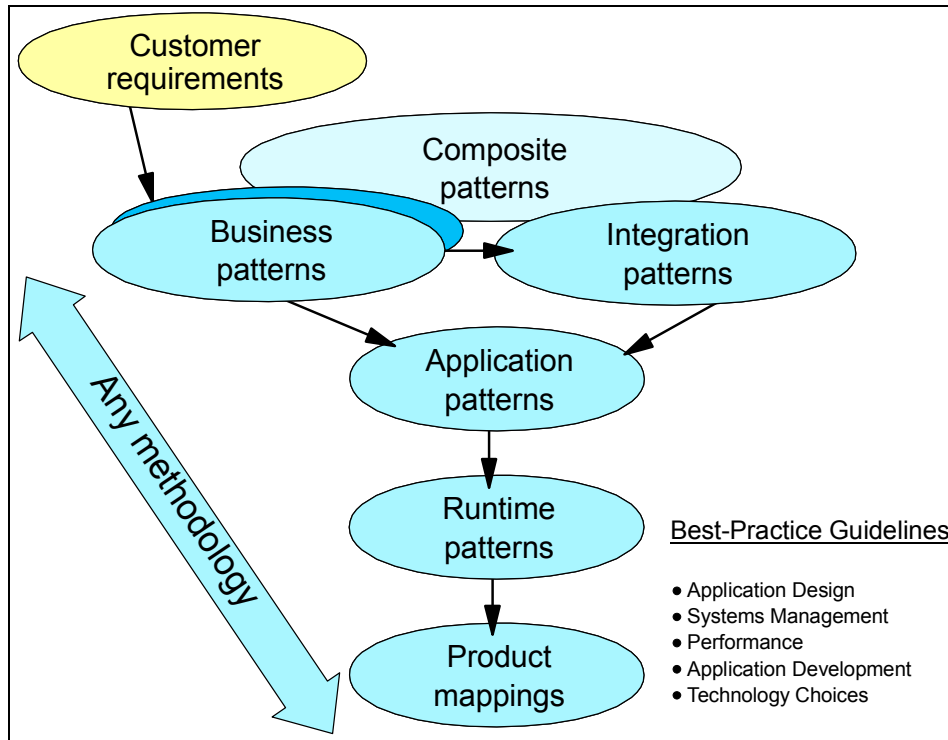 Customer
requirements
Composite
patterns
Business
patterns
Integration
patterns
Application
patterns
Any methodology
Runtime
patterns
Best-Practice Guidelines
● Application Design
● Systems Management
● Performance
● Application Development
● Technology Choices
Product
mappings